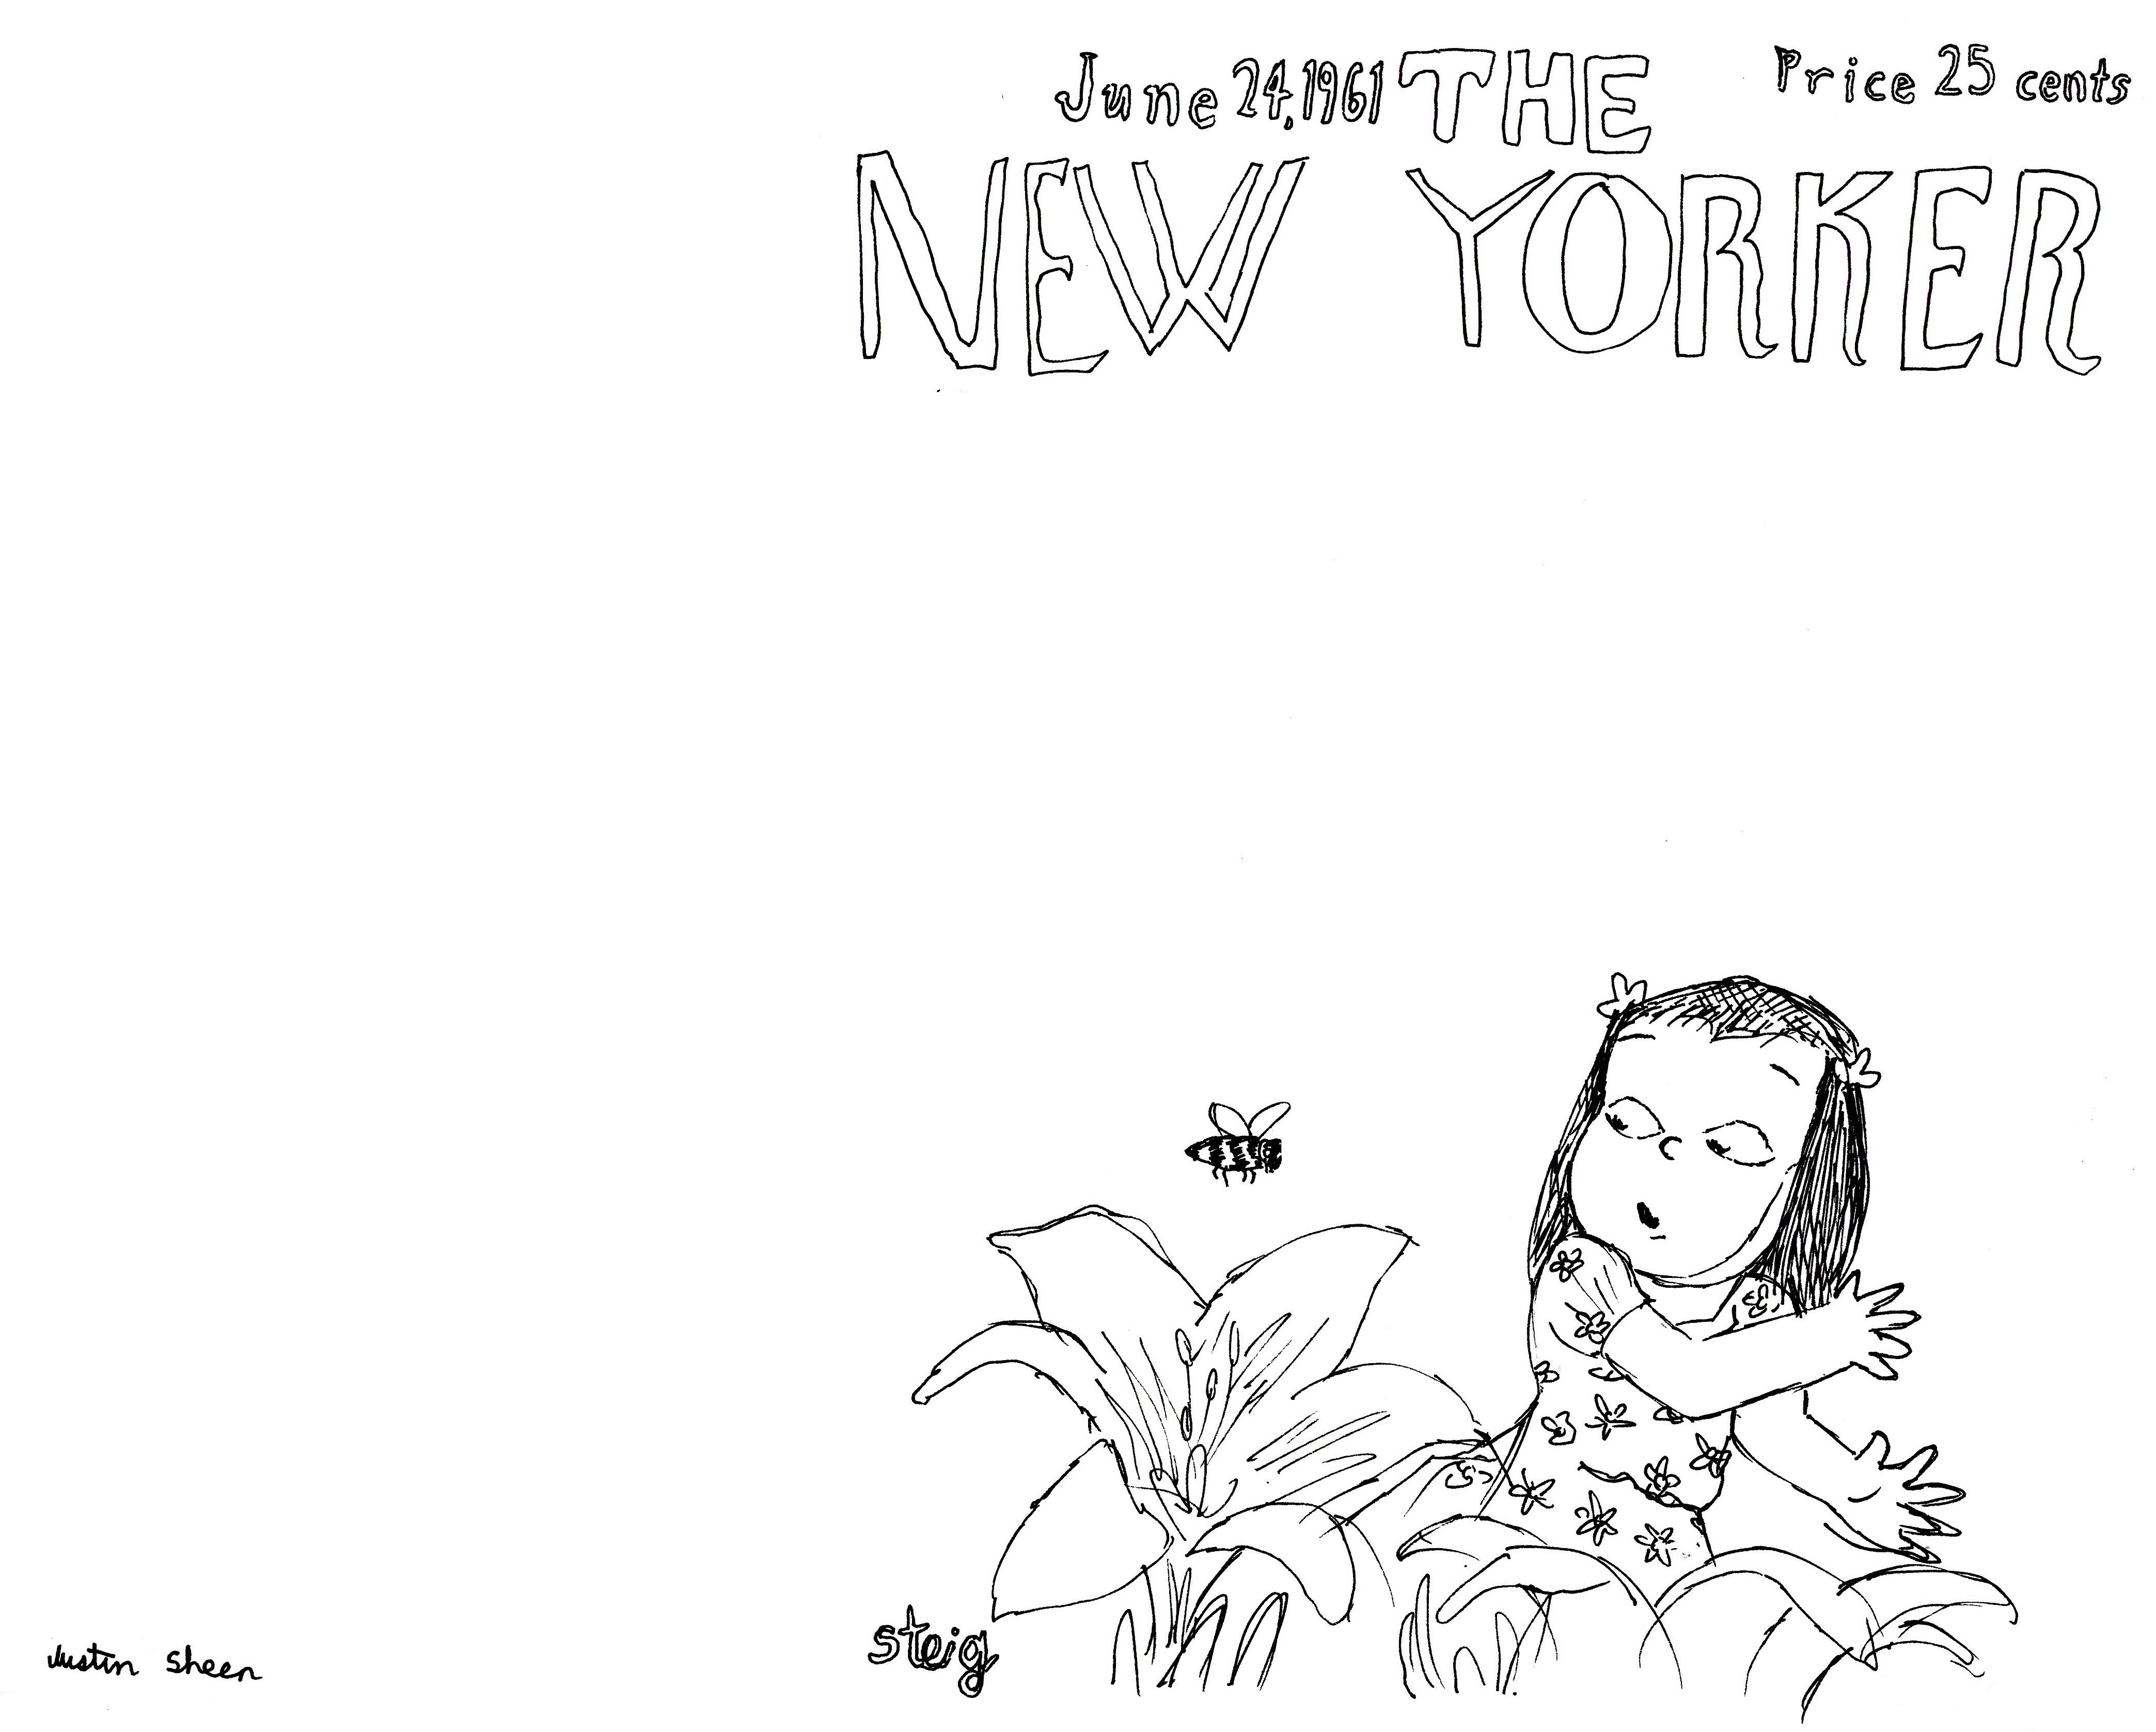 June 24, 1961 THE Price 25 cents
NEW YORKER
steig
Justin Sheen